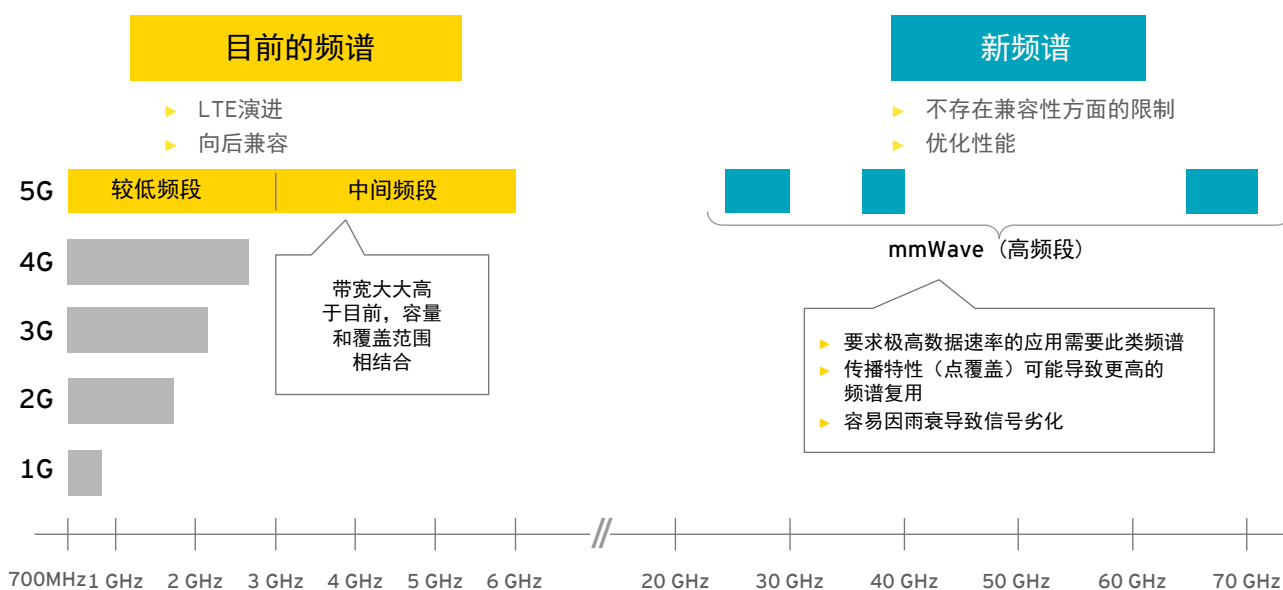 目前的频谱
► LTE演进
► 向后兼容
新频谱
► 不存在兼容性方面的限制
► 优化性能
5G
较低频段
中间频段
mmWave（高频段）
4G
带宽大大高
于目前，容量
和覆盖范围
相结合
► 要求极高数据速率的应用需要此类频谱
► 传播特性（点覆盖）可能导致更高的
频谱复用
► 容易因雨衰导致信号劣化
3G
2G
1G
700MHz 1 GHz 2 GHz 3 GHz 4 GHz 5 GHz 6 GHz // 20 GHz 30 GHz 40 GHz 50 GHz 60 GHz 70 GHz